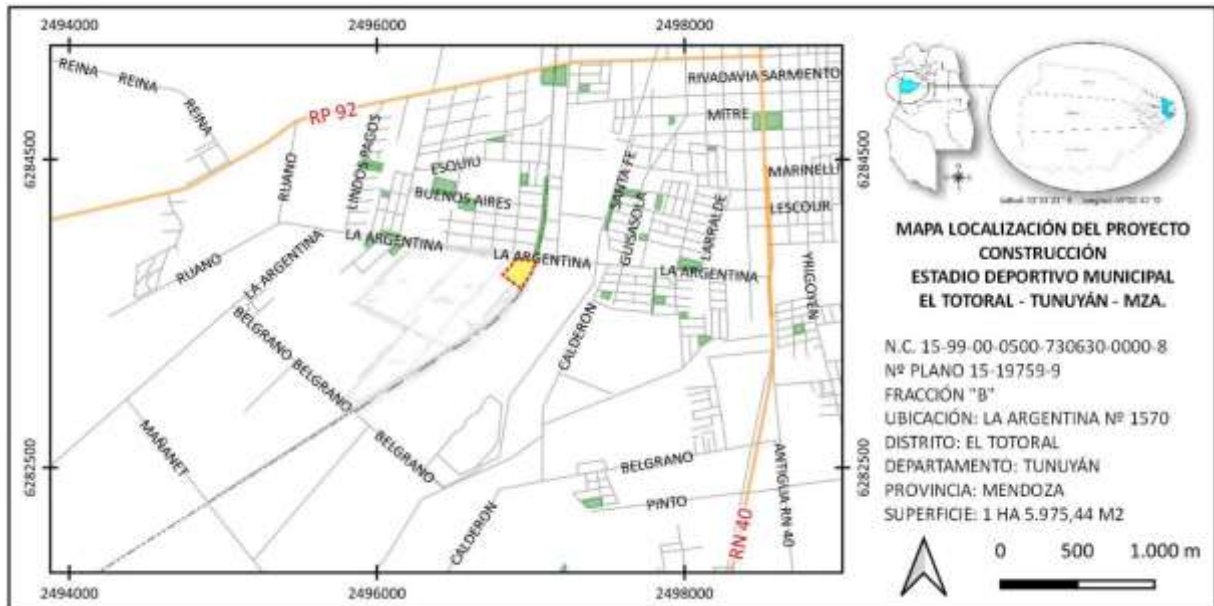 2494000 2496000 2498000
REINA
REINA
REINA
RP 92
RIVADAVIA SARMIENTO
MITRE
6284500
6284500
RUANO
LINDOR PAGOS
ESQUIU
BUENOS AIRES
SANTA FE
GUISASOLA
LARRALDE
MARINELLI
LESCOUR
LA ARGENTINA
LA ARGENTINA
LA ARGENTINA
LA ARGENTINA
RUANO
YRIGOYEN
BELGRANO
BELGRANO
CALDERON
MAÑANET
BELGRANO
BELGRANO
6282500
6282500
PINTO
CALDERON
RN 40
ANTIGUA RN 40
2494000 2496000 2498000
MAPA LOCALIZACIÓN DEL PROYECTO
CONSTRUCCIÓN
ESTADIO DEPORTIVO MUNICIPAL
EL TOTORAL - TUNUYÁN - MZA.
N.C. 15-99-00-0500-730630-0000-8
Nº PLANO 15-19759-9
FRACCIÓN "B"
UBICACIÓN: LA ARGENTINA Nº 1570
DISTRITO: EL TOTORAL
DEPARTAMENTO: TUNUYÁN
PROVINCIA: MENDOZA
SUPERFICIE: 1 HA 5.975,44 M2
0 500 1.000 m